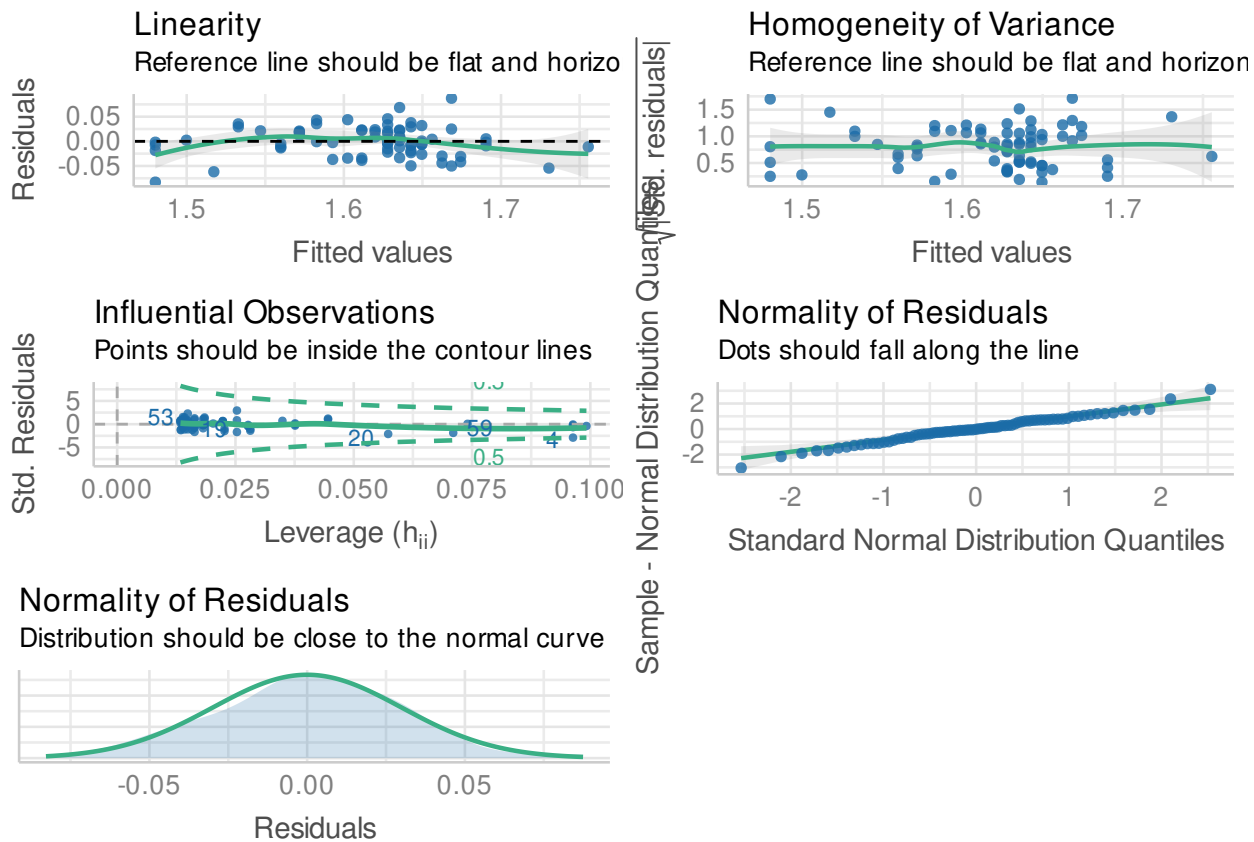 Linearity
Reference line should be flat and horizo
Residuals
0.05
0.00
-0.05
1.5 1.6 1.7
Fitted values
Homogeneity of Variance
Reference line should be flat and horizon
√|Std. residuals|
1.5
1.0
0.5
1.5 1.6 1.7
Fitted values
Influential Observations
Points should be inside the contour lines
Std. Residuals
5
0
-5
0.5
53
19
20
59
4
0.5
0.000 0.025 0.050 0.075 0.100
Leverage (hii)
Normality of Residuals
Dots should fall along the line
Sample - Normal Distribution Quantiles
2
0
-2
-2 -1 0 1 2
Standard Normal Distribution Quantiles
Normality of Residuals
Distribution should be close to the normal curve
-0.05 0.00 0.05
Residuals